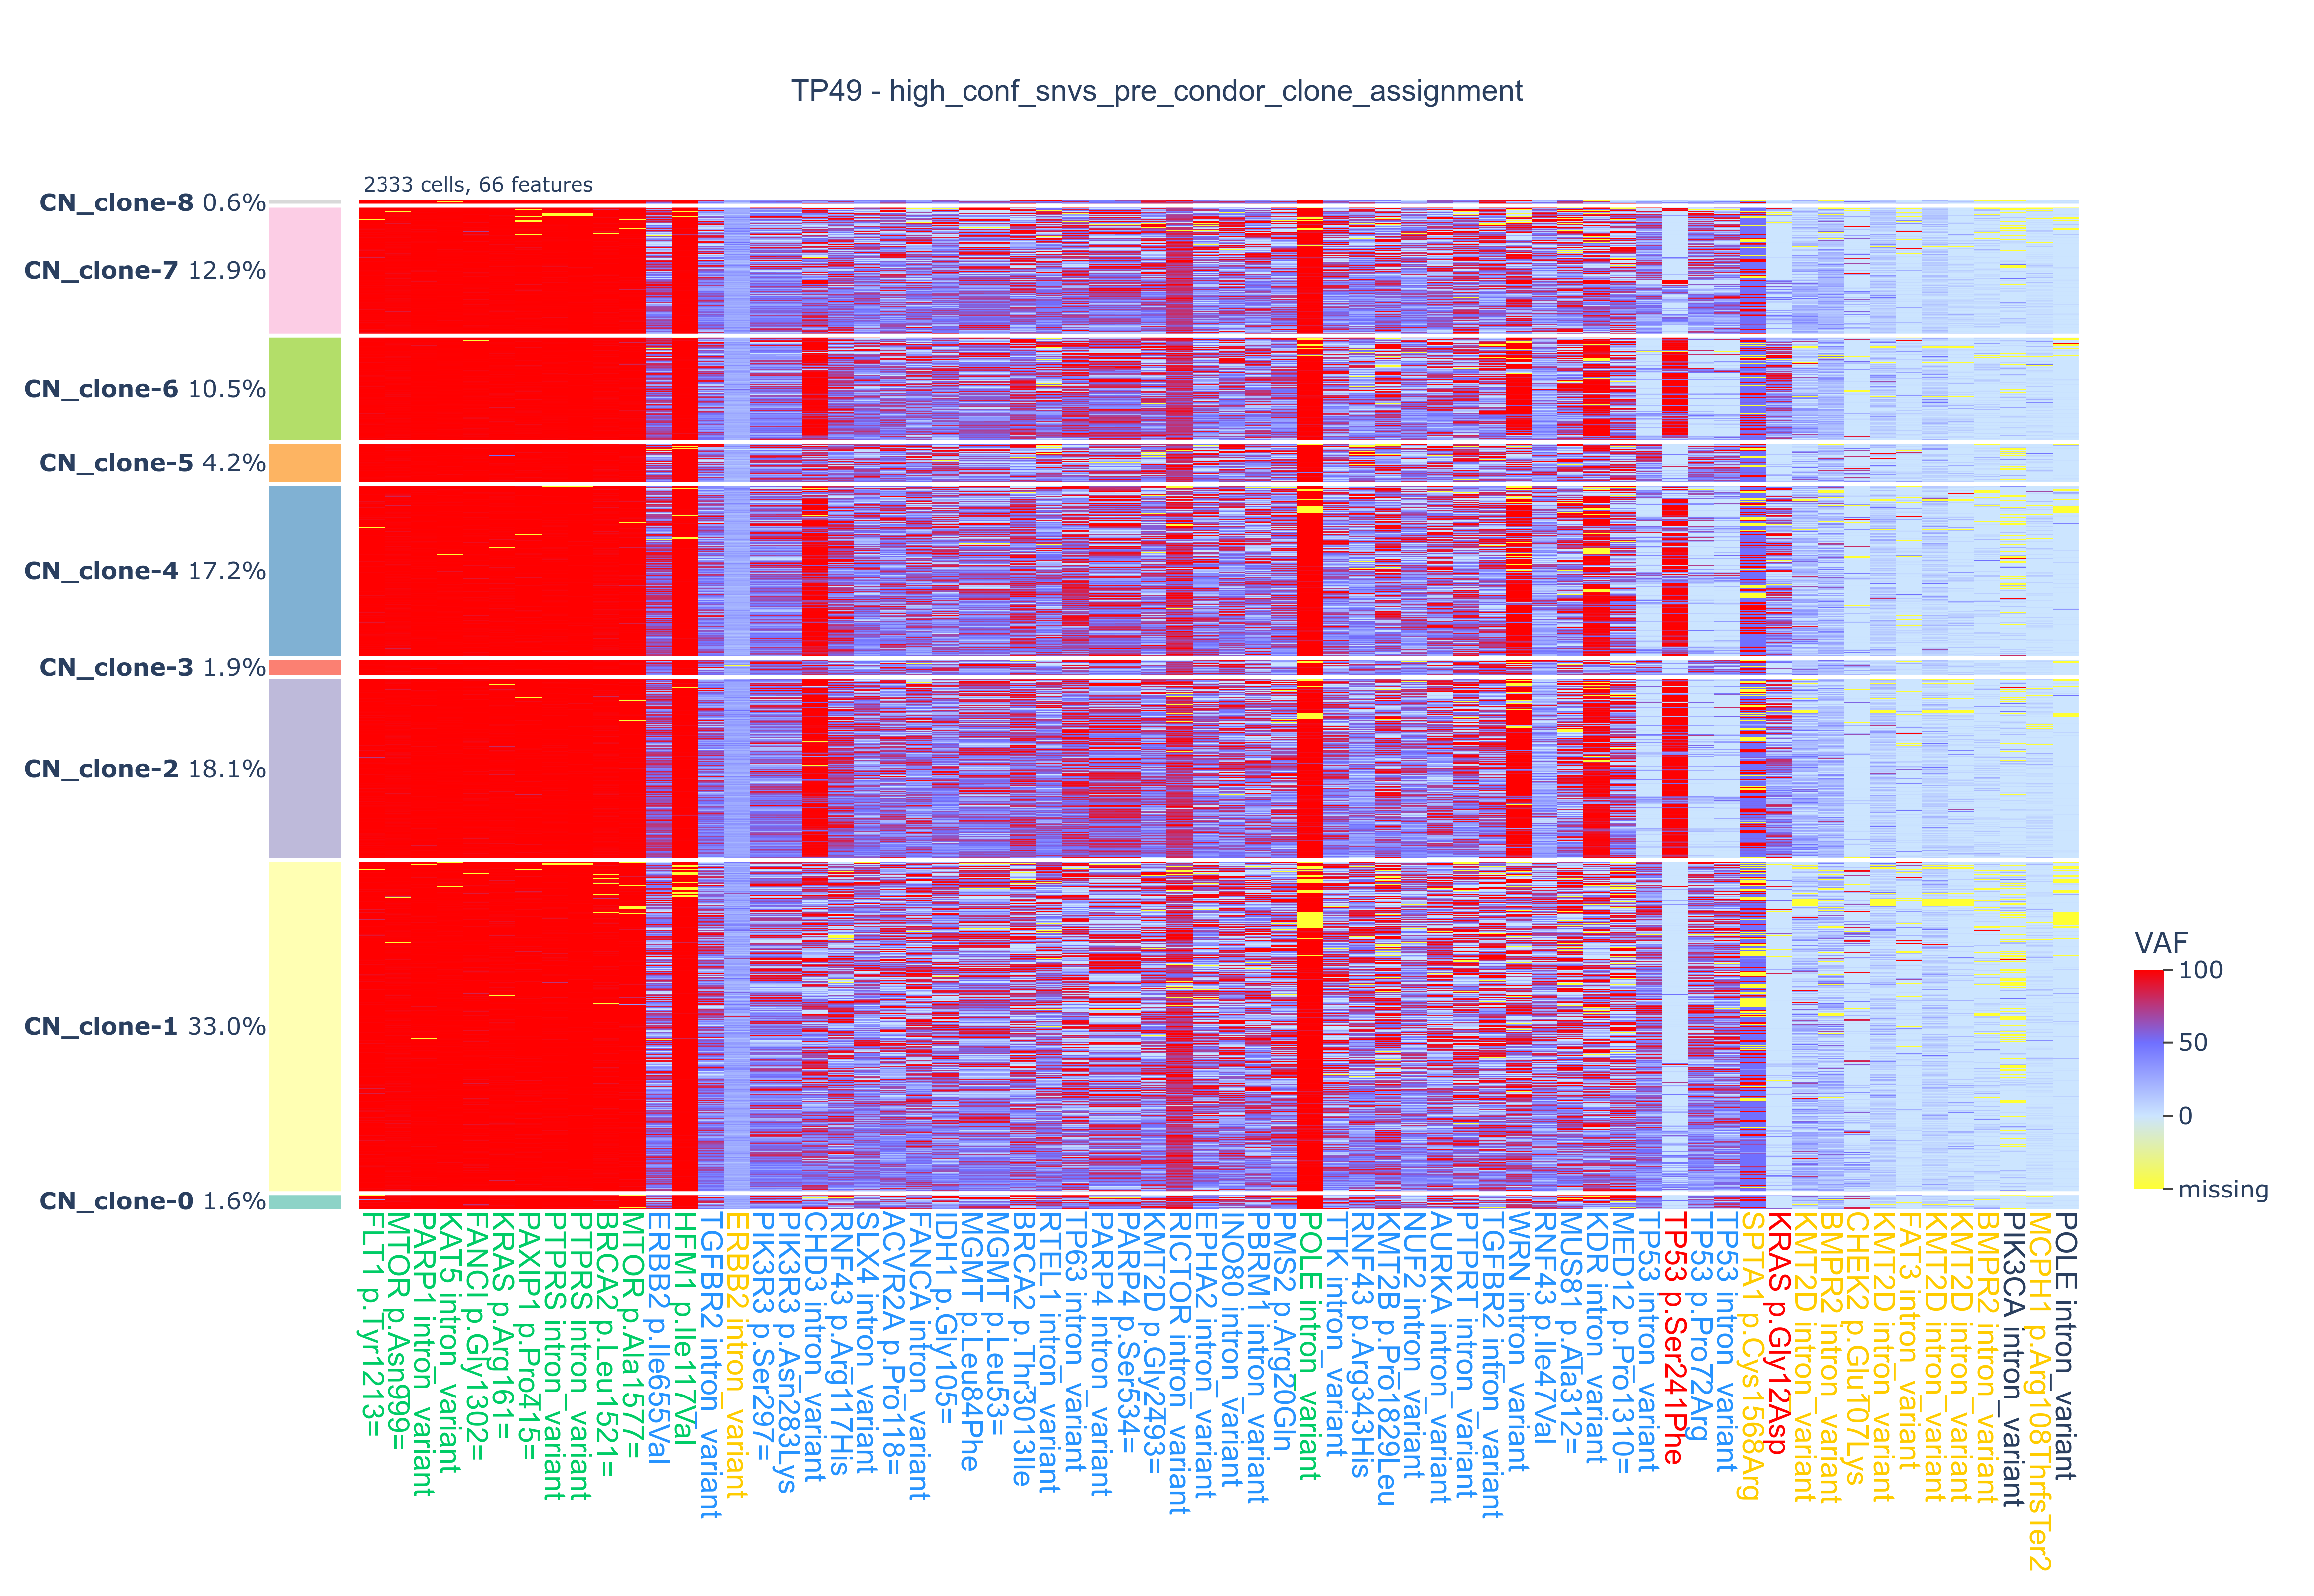 TP49 - high_conf_snvs_pre_condor_clone_assignment
2333 cells, 66 features
CN_clone-8 0.6%
CN_clone-7 12.9%
CN_clone-6 10.5%
CN_clone-5 4.2%
CN_clone-4 17.2%
CN_clone-3 1.9%
CN_clone-2 18.1%
CN_clone-1 33.0%
CN_clone-0 1.6%
VAF
100
50
0
missing
FLT1 p.Tyr1213=
MTOR p.Asn999=
PARP1 intron_variant
KAT5 intron_variant
FANCI p.Gly1302=
KRAS p.Arg161=
PAXIP1 p.Pro415=
PTPRS intron_variant
PTPRS intron_variant
BRCA2 p.Leu1521=
MTOR p.Ala1577=
ERBB2 p.Ile655Val
HFM1 p.Ile117Val
TGFBR2 intron_variant
ERBB2 intron_variant
PIK3R3 p.Ser297=
PIK3R3 p.Asn283Lys
CHD3 intron_variant
RNF43 p.Arg117His
SLX4 intron_variant
ACVR2A p.Pro118=
FANCA intron_variant
IDH1 p.Gly105=
MGMT p.Leu84Phe
MGMT p.Leu53=
BRCA2 p.Thr3013Ile
RTEL1 intron_variant
TP63 intron_variant
PARP4 intron_variant
PARP4 p.Ser534=
KMT2D p.Gly2493=
RICTOR intron_variant
EPHA2 intron_variant
INO80 intron_variant
PBRM1 intron_variant
PMS2 p.Arg20Gln
POLE intron_variant
TTK intron_variant
RNF43 p.Arg343His
KMT2B p.Pro1829Leu
NUF2 intron_variant
AURKA intron_variant
PTPRT intron_variant
TGFBR2 intron_variant
WRN intron_variant
RNF43 p.Ile47Val
MUS81 p.Ala312=
KDR intron_variant
MED12 p.Pro1310=
TP53 intron_variant
TP53 p.Ser241Phe
TP53 p.Pro72Arg
TP53 intron_variant
SPTA1 p.Cys1568Arg
KRAS p.Gly12Asp
KMT2D intron_variant
BMPR2 intron_variant
CHEK2 p.Glu107Lys
KMT2D intron_variant
FAT3 intron_variant
KMT2D intron_variant
KMT2D intron_variant
BMPR2 intron_variant
PIK3CA intron_variant
MCPH1 p.Arg108ThrfsTer2
POLE intron_variant